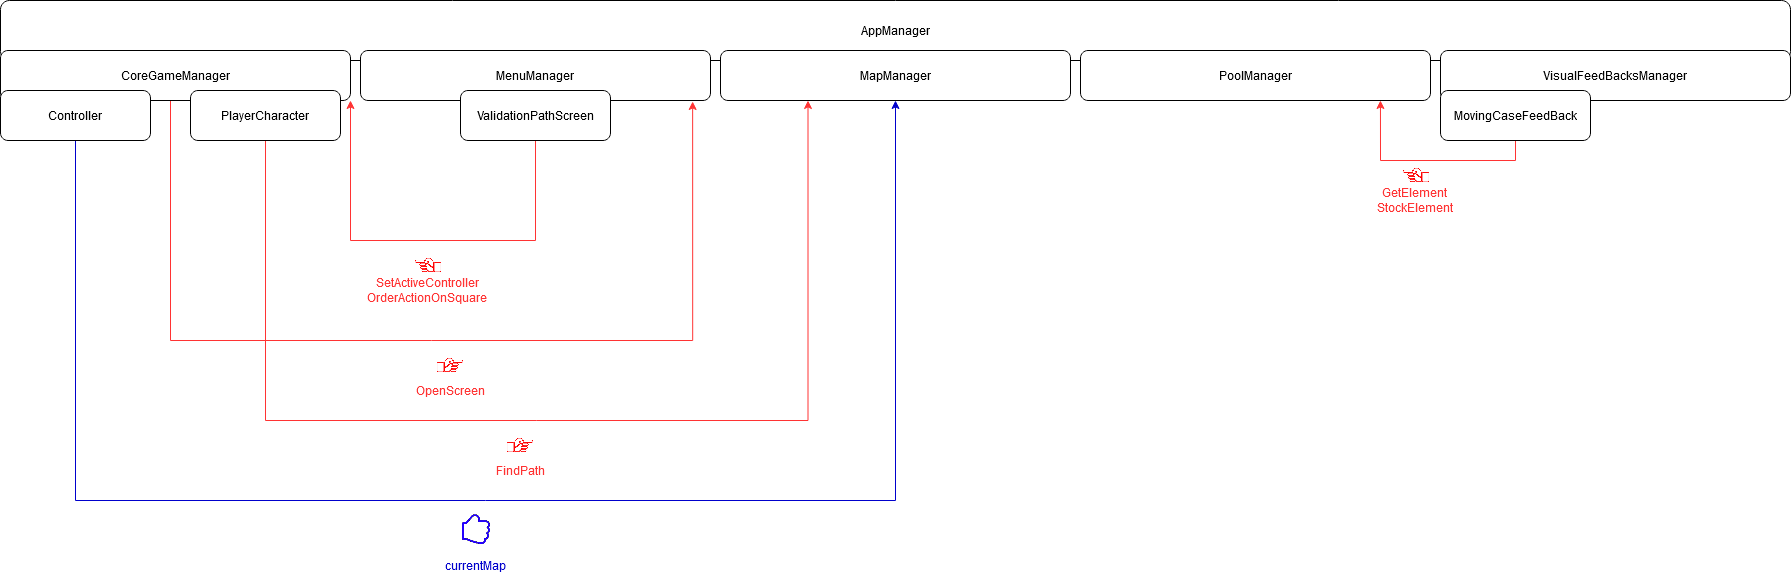 AppManager
CoreGameManager
MenuManager
MapManager
PoolManager
VisualFeedBacksManager
Controller
PlayerCharacter
ValidationPathScreen
MovingCaseFeedBack
GetElement
StockElement
SetActiveController
OrderActionOnSquare
OpenScreen
FindPath
currentMap